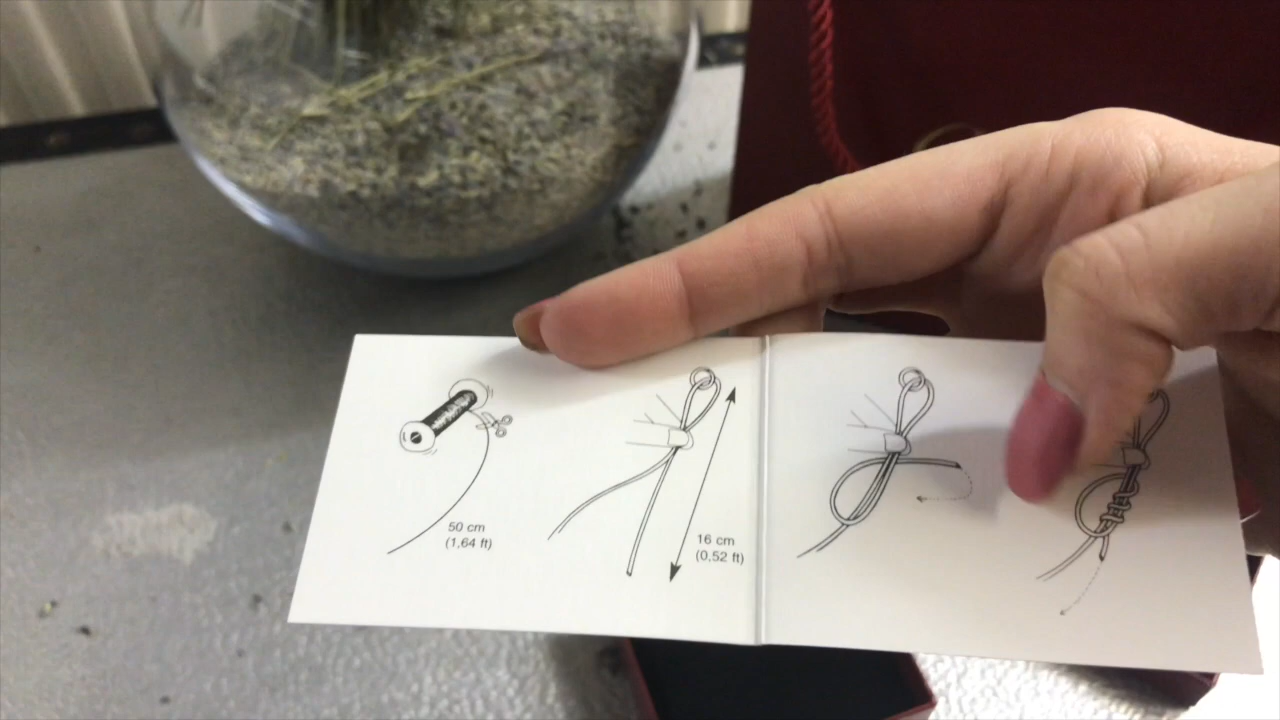 50 cm
(1,64 ft)
16 cm
(0,52 ft)